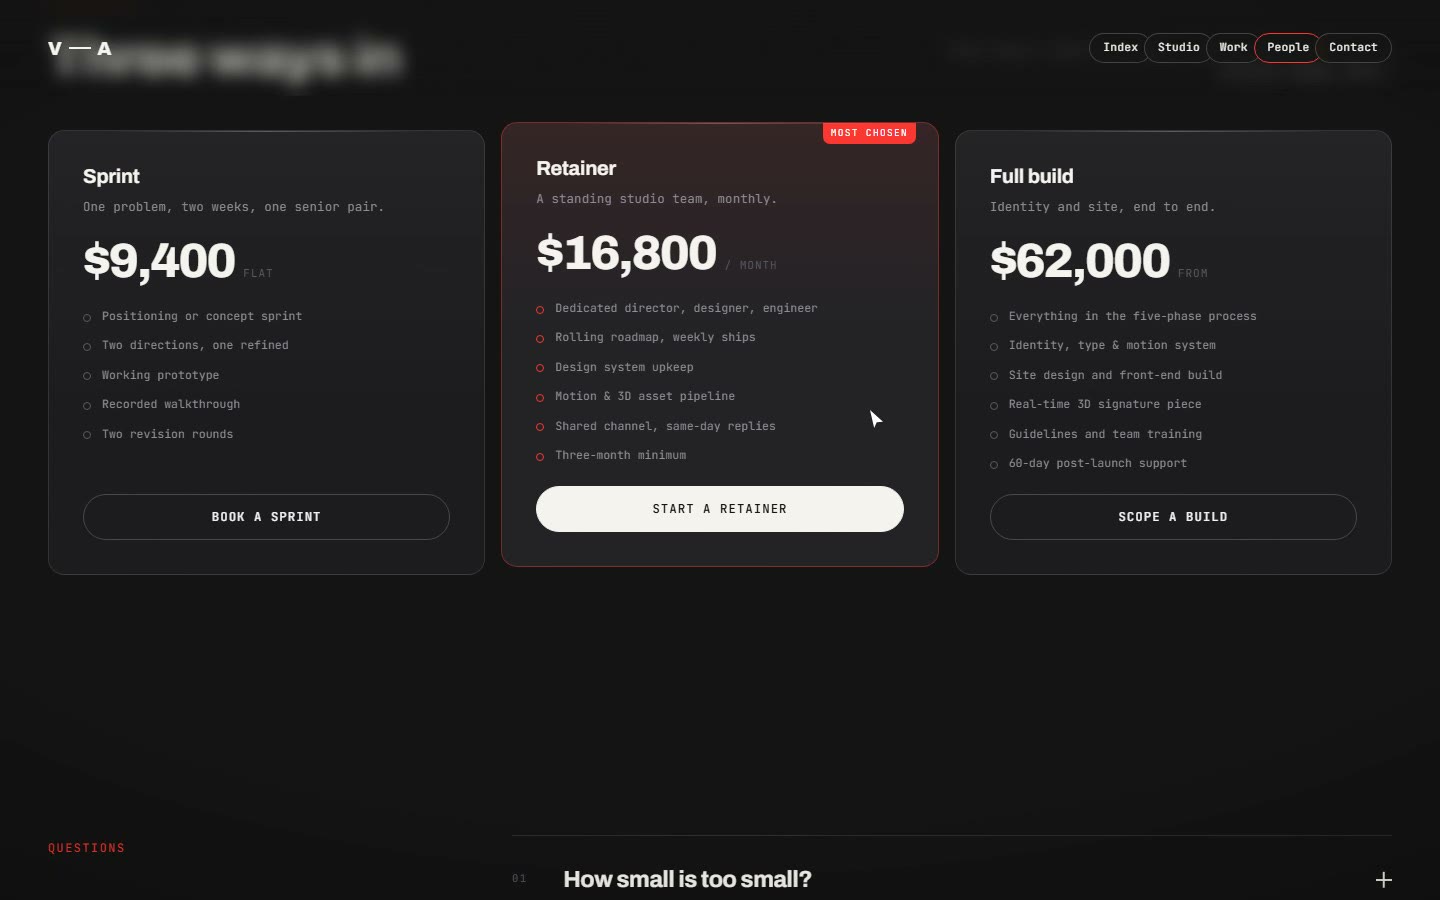 Three ways in
V — A
Index
Studio
Work
People
Contact
Sprint
One problem, two weeks, one senior pair.
$9,400 FLAT
Positioning or concept sprint
Two directions, one refined
Working prototype
Recorded walkthrough
Two revision rounds
BOOK A SPRINT
MOST CHOSEN
Retainer
A standing studio team, monthly.
$16,800 / MONTH
Dedicated director, designer, engineer
Rolling roadmap, weekly ships
Design system upkeep
Motion & 3D asset pipeline
Shared channel, same-day replies
Three-month minimum
START A RETAINER
Full build
Identity and site, end to end.
$62,000 FROM
Everything in the five-phase process
Identity, type & motion system
Site design and front-end build
Real-time 3D signature piece
Guidelines and team training
60-day post-launch support
SCOPE A BUILD
QUESTIONS
01
How small is too small?